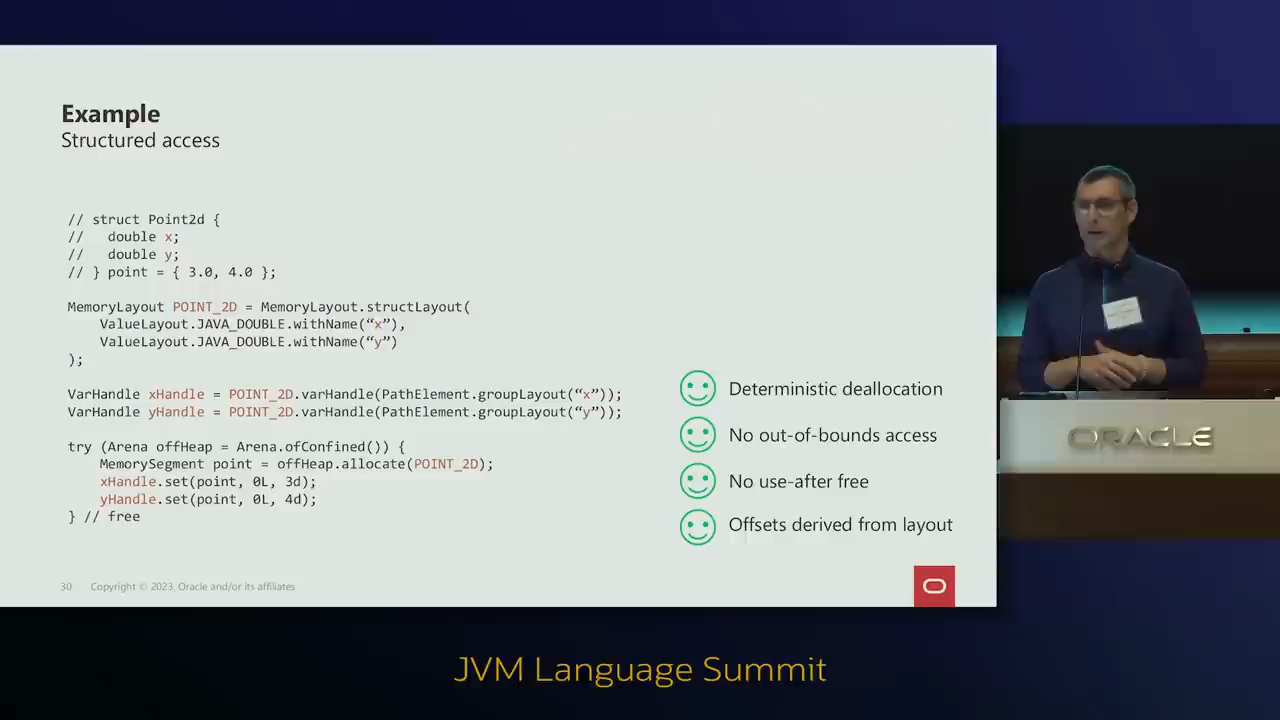 Example
Structured access
// struct Point2d {
//   double x;
//   double y;
// } point = { 3.0, 4.0 };
MemoryLayout POINT_2D = MemoryLayout.structLayout(
    ValueLayout.JAVA_DOUBLE.withName(“x”),
    ValueLayout.JAVA_DOUBLE.withName(“y”)
);
VarHandle xHandle = POINT_2D.varHandle(PathElement.groupLayout(“x”));
VarHandle yHandle = POINT_2D.varHandle(PathElement.groupLayout(“y”));
try (Arena offHeap = Arena.ofConfined()) {
    MemorySegment point = offHeap.allocate(POINT_2D);
    xHandle.set(point, 0L, 3d);
    yHandle.set(point, 0L, 4d);
} // free
Deterministic deallocation
No out-of-bounds access
No use-after free
Offsets derived from layout
30 Copyright © 2023, Oracle and/or its affiliates
ORACLE
JVM Language Summit